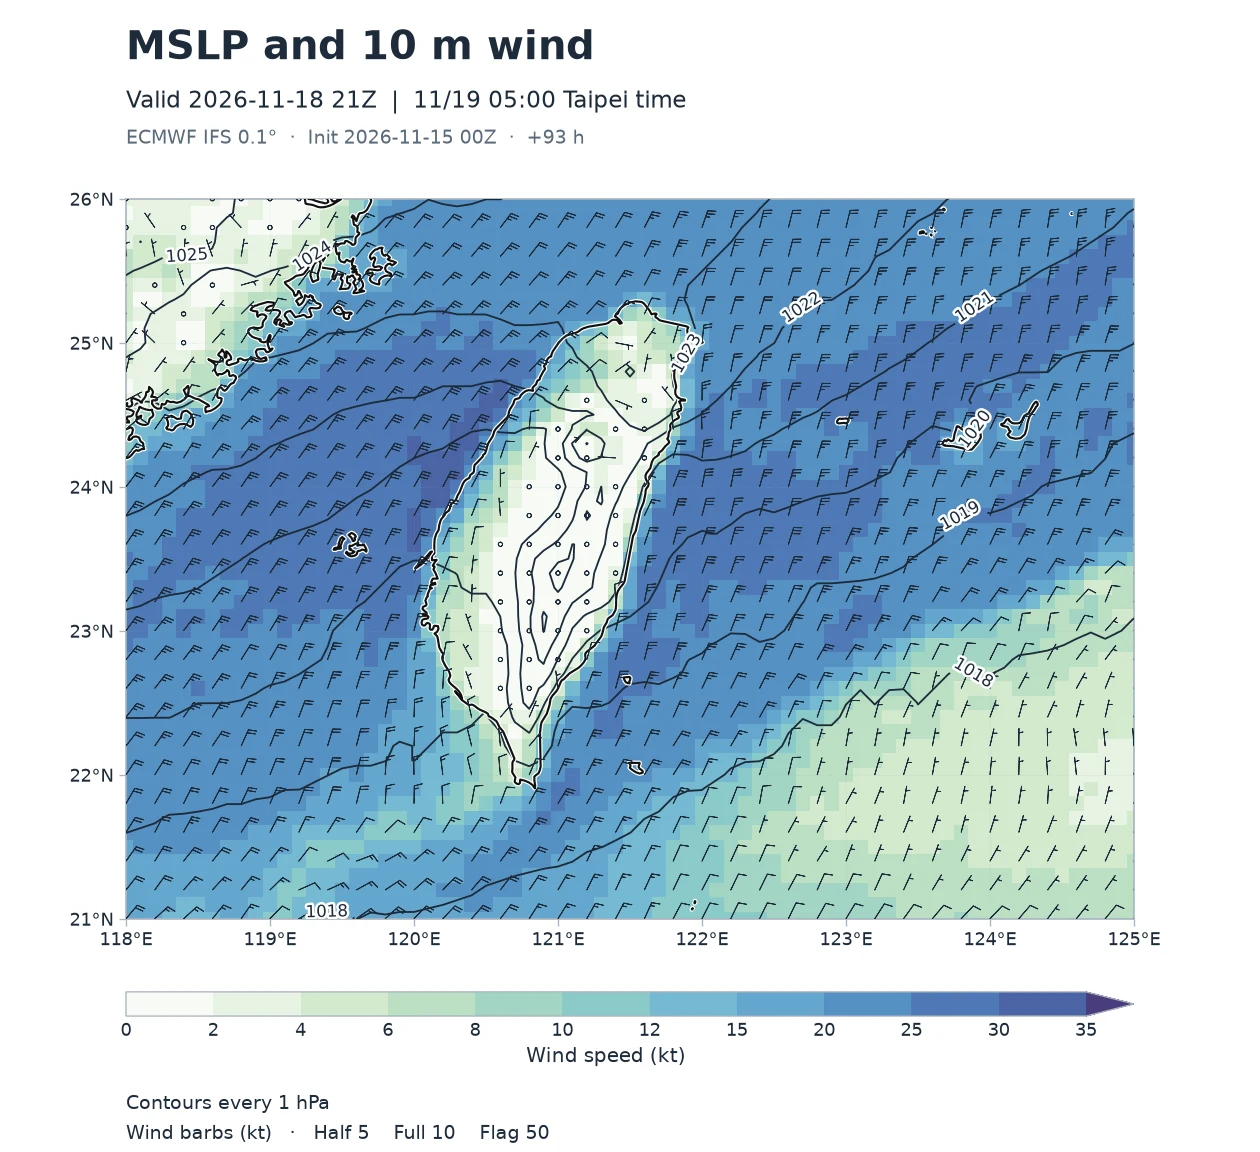 MSLP and 10 m wind
Valid 2026-11-18 21Z | 11/19 05:00 Taipei time
ECMWF IFS 0.1° · Init 2026-11-15 00Z · +93 h
26°N
25°N
24°N
23°N
22°N
21°N
1025
1024
1023
1022
1021
1020
1019
1018
1018
118°E 119°E 120°E 121°E 122°E 123°E 124°E 125°E
0 2 4 6 8 10 12 15 20 25 30 35
Wind speed (kt)
Contours every 1 hPa
Wind barbs (kt) · Half 5 Full 10 Flag 50